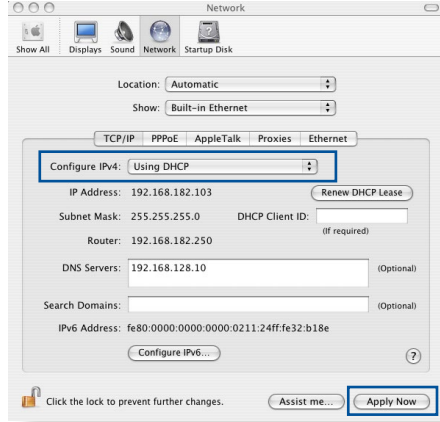 Network
Show All Displays Sound Network Startup Disk
Location: Automatic
Show: Built-in Ethernet
TCP/IP PPPoE AppleTalk Proxies Ethernet
Configure IPv4: Using DHCP
IP Address: 192.168.182.103 Renew DHCP Lease
Subnet Mask: 255.255.255.0 DHCP Client ID:
(If required)
Router: 192.168.182.250
DNS Servers: 192.168.128.10 (Optional)
Search Domains: (Optional)
IPv6 Address: fe80:0000:0000:0000:0211:24ff:fe32:b18e
Configure IPv6... ?
Click the lock to prevent further changes. Assist me... Apply Now